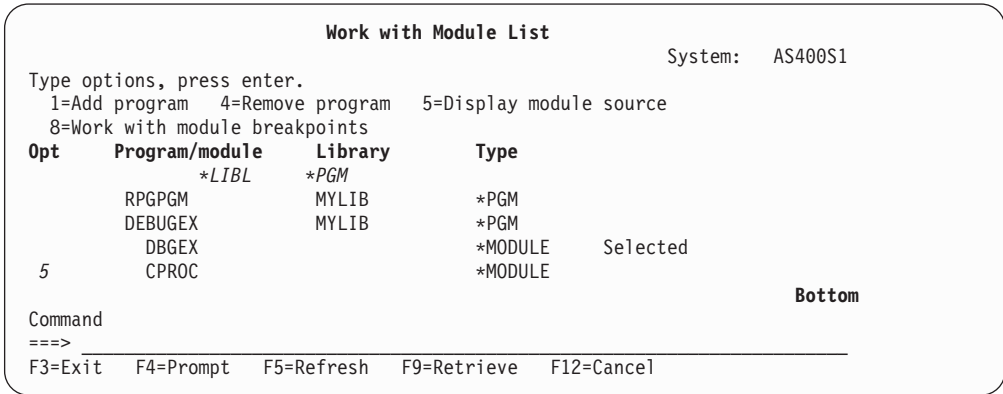 Work with Module List
System: AS400S1
Type options, press enter.
1=Add program 4=Remove program 5=Display module source
8=Work with module breakpoints
Opt Program/module Library Type
*LIBL *PGM
RPGPGM MYLIB *PGM
DEBUGEX MYLIB *PGM
DBGEX *MODULE Selected
5 CPROC *MODULE
Bottom
Command
===>
F3=Exit F4=Prompt F5=Refresh F9=Retrieve F12=Cancel